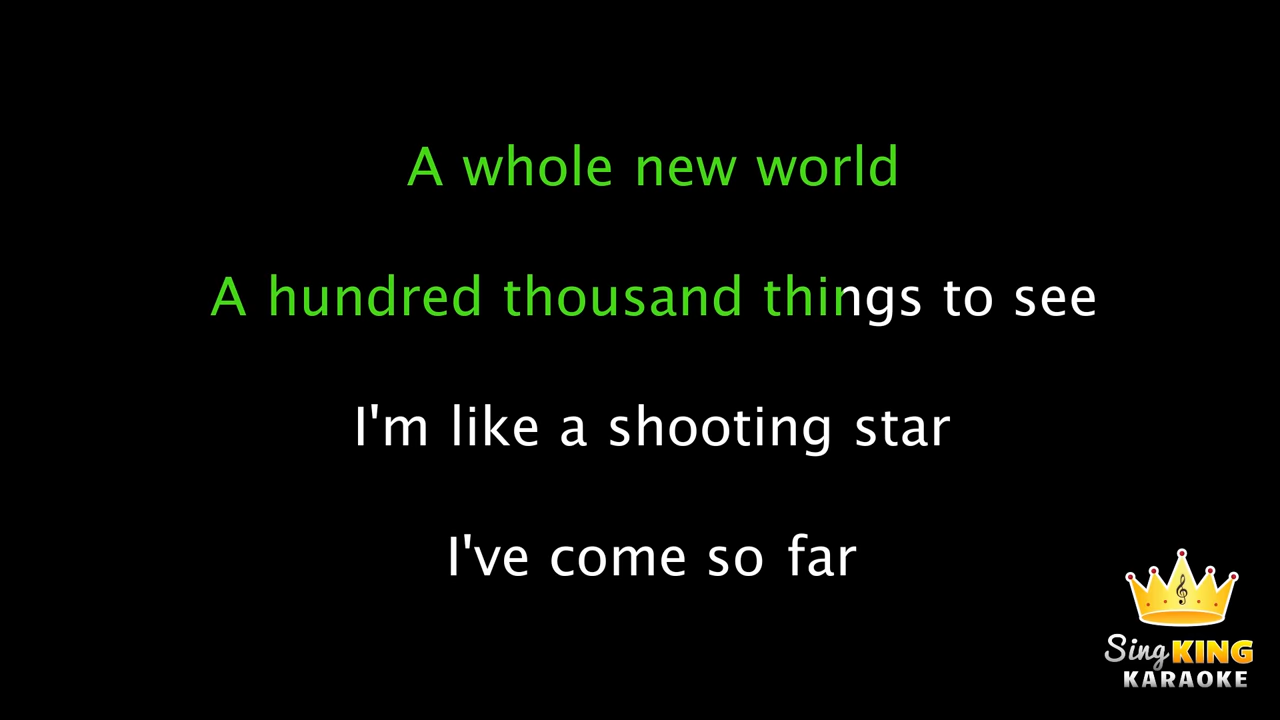 A whole new world
A hundred thousand things to see
I'm like a shooting star
I've come so far
Sing KING
KARAOKE